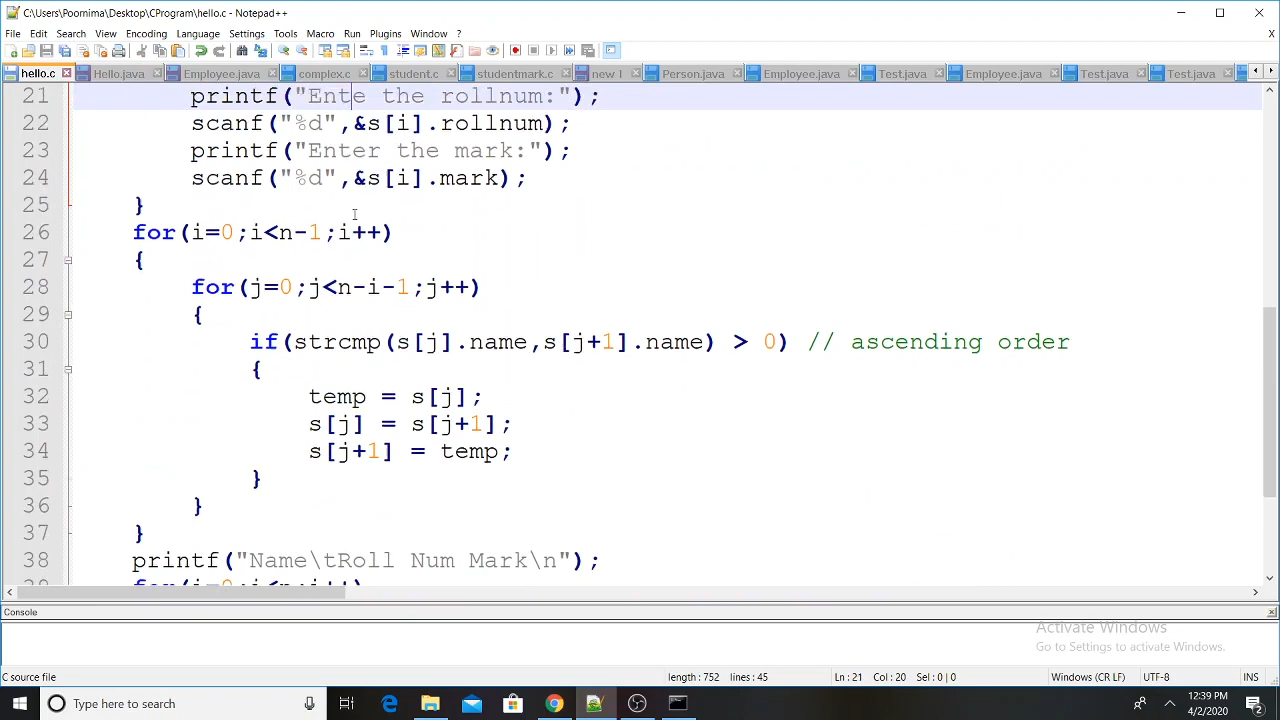 C:\Users\Poornima\Desktop\CProgram\hello.c - Notepad++
File Edit Search View Encoding Language Settings Tools Macro Run Plugins Window ?
X
hello.c Hello.java Employee.java complex.c student.c studentmark.c new 1 Person.java Employee.java Test.java Employee.java Test.java Test.java
21 printf("Ente the rollnum:");
22 scanf("%d",&s[i].rollnum);
23 printf("Enter the mark:");
24 scanf("%d",&s[i].mark);
25 }
26 for(i=0;i<n-1;i++)
27 {
28 for(j=0;j<n-i-1;j++)
29 {
30 if(strcmp(s[j].name,s[j+1].name) > 0) // ascending order
31 {
32 temp = s[j];
33 s[j] = s[j+1];
34 s[j+1] = temp;
35 }
36 }
37 }
38 printf("Name\tRoll Num Mark\n");
39 for(i=0;i<n;i++)
Console
Activate Windows
Go to Settings to activate Windows.
C source file length : 752 lines : 45 Ln : 21 Col : 20 Sel : 0 | 0 Windows (CR LF) UTF-8 INS
Type here to search
12:39 PM
4/2/2020
2